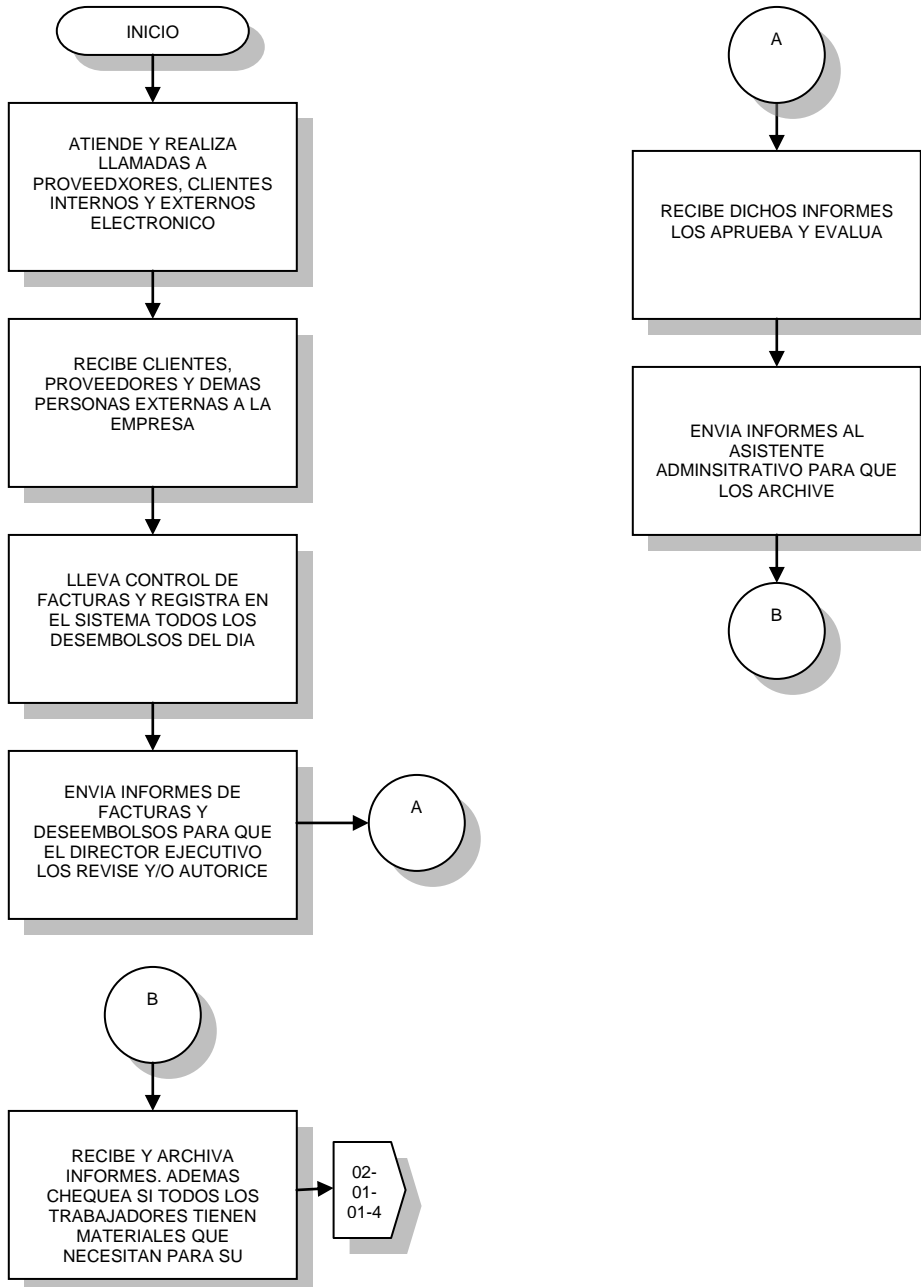 INICIO
ATIENDE Y REALIZA
LLAMADAS A
PROVEEDXORES, CLIENTES
INTERNOS Y EXTERNOS
ELECTRONICO
RECIBE CLIENTES,
PROVEEDORES Y DEMAS
PERSONAS EXTERNAS A LA
EMPRESA
LLEVA CONTROL DE
FACTURAS Y REGISTRA EN
EL SISTEMA TODOS LOS
DESEMBOLSOS DEL DIA
ENVIA INFORMES DE
FACTURAS Y
DESEEMBOLSOS PARA QUE
EL DIRECTOR EJECUTIVO
LOS REVISE Y/O AUTORICE
A
A
RECIBE DICHOS INFORMES
LOS APRUEBA Y EVALUA
ENVIA INFORMES AL
ASISTENTE
ADMINSITRATIVO PARA QUE
LOS ARCHIVE
B
B
RECIBE Y ARCHIVA
INFORMES. ADEMAS
CHEQUEA SI TODOS LOS
TRABAJADORES TIENEN
MATERIALES QUE
NECESITAN PARA SU
02-
01-
01-4